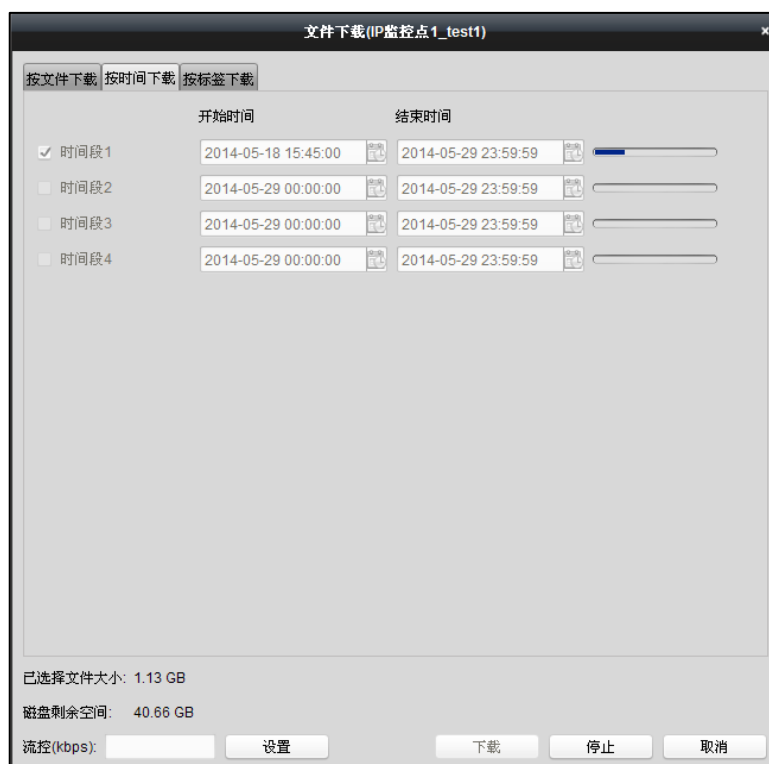 文件下载(IP监控点1_test1)
×
按文件下载 按时间下载 按标签下载
开始时间 结束时间
时间段1 2014-05-18 15:45:00 2014-05-29 23:59:59
时间段2 2014-05-29 00:00:00 2014-05-29 23:59:59
时间段3 2014-05-29 00:00:00 2014-05-29 23:59:59
时间段4 2014-05-29 00:00:00 2014-05-29 23:59:59
已选择文件大小: 1.13 GB
磁盘剩余空间: 40.66 GB
流控(kbps): 设置 下载 停止 取消